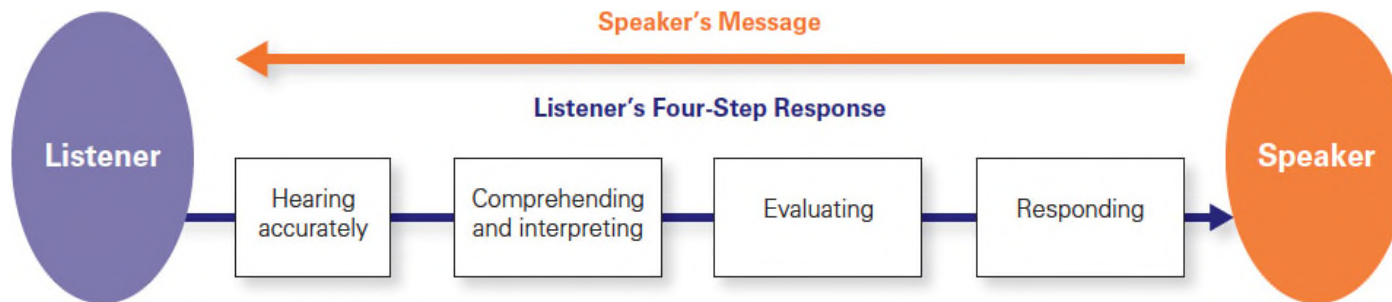 Speaker's Message
Listener's Four-Step Response
Listener
Hearing
accurately
Comprehending
and interpreting
Evaluating
Responding
Speaker